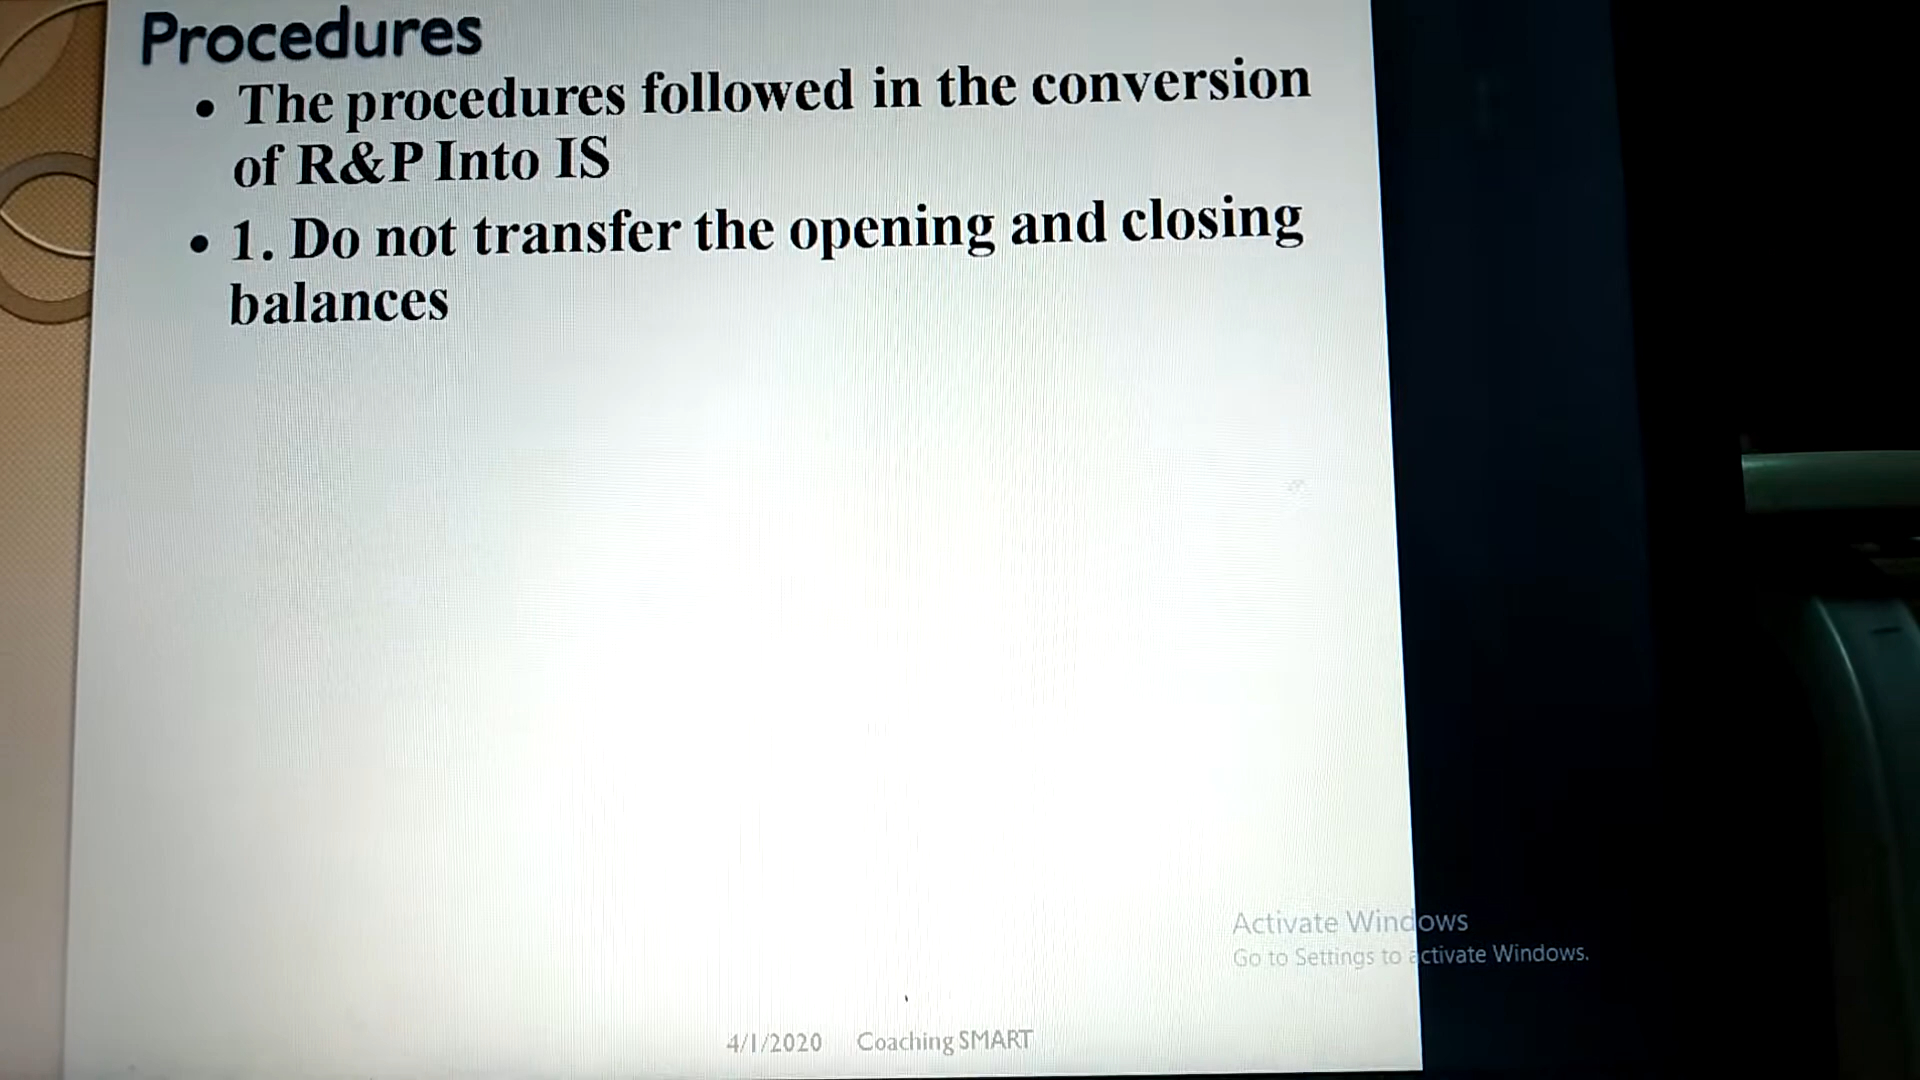 Procedures
• The procedures followed in the conversion
of R&P Into IS
• 1. Do not transfer the opening and closing
balances
Activate Windows
Go to Settings to activate Windows.
4/1/2020 Coaching SMART